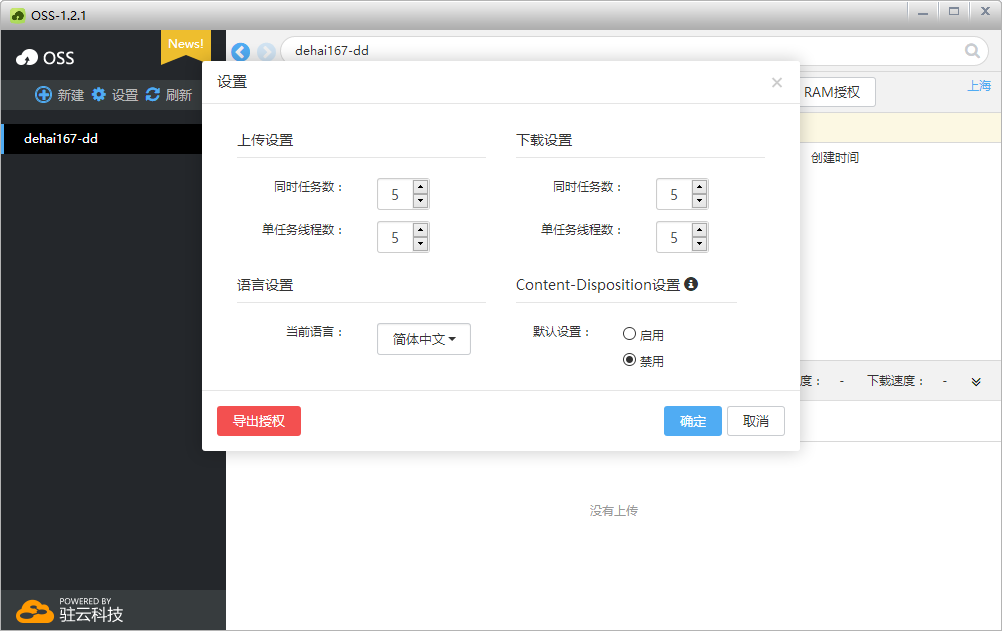 OSS-1.2.1
OSS
News!
dehai167-dd
新建 设置 刷新
RAM授权
上海
dehai167-dd
创建时间
设置
上传设置
同时任务数：
5
单任务线程数：
5
下载设置
同时任务数：
5
单任务线程数：
5
语言设置
当前语言：
简体中文
Content-Disposition设置
默认设置：
启用
禁用
导出授权
确定
取消
度： - 下载速度： -
没有上传
POWERED BY
驻云科技